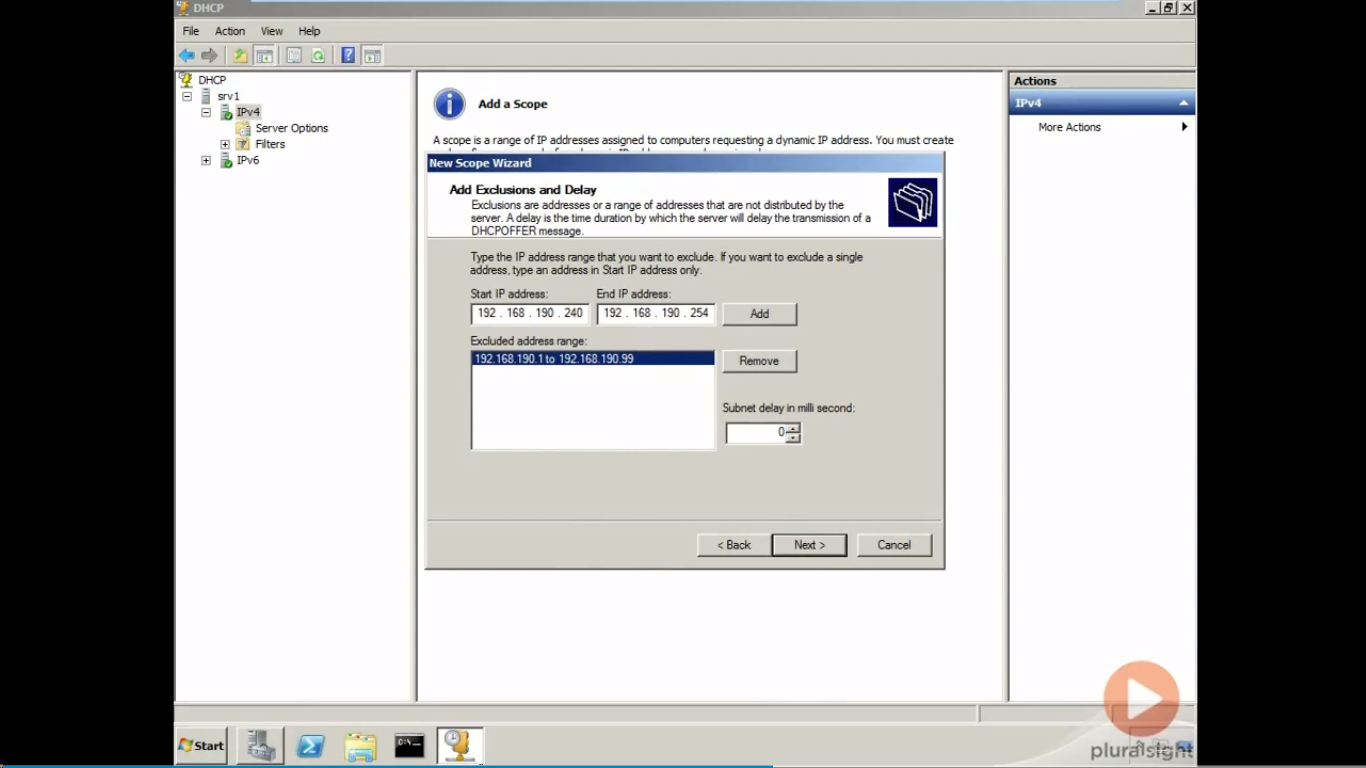 DHCP
File Action View Help
DHCP
srv1
IPv4
Server Options
Filters
IPv6
Add a Scope
A scope is a range of IP addresses assigned to computers requesting a dynamic IP address. You must create
New Scope Wizard
Add Exclusions and Delay
Exclusions are addresses or a range of addresses that are not distributed by the
server. A delay is the time duration by which the server will delay the transmission of a
DHCPOFFER message.
Type the IP address range that you want to exclude. If you want to exclude a single
address, type an address in Start IP address only.
Start IP address: End IP address:
192 . 168 . 190 . 240 192 . 168 . 190 . 254 Add
Excluded address range:
192.168.190.1 to 192.168.190.99 Remove
Subnet delay in milli second:
0
< Back Next > Cancel
Actions
IPv4
More Actions
Start
C:\
pluralsight